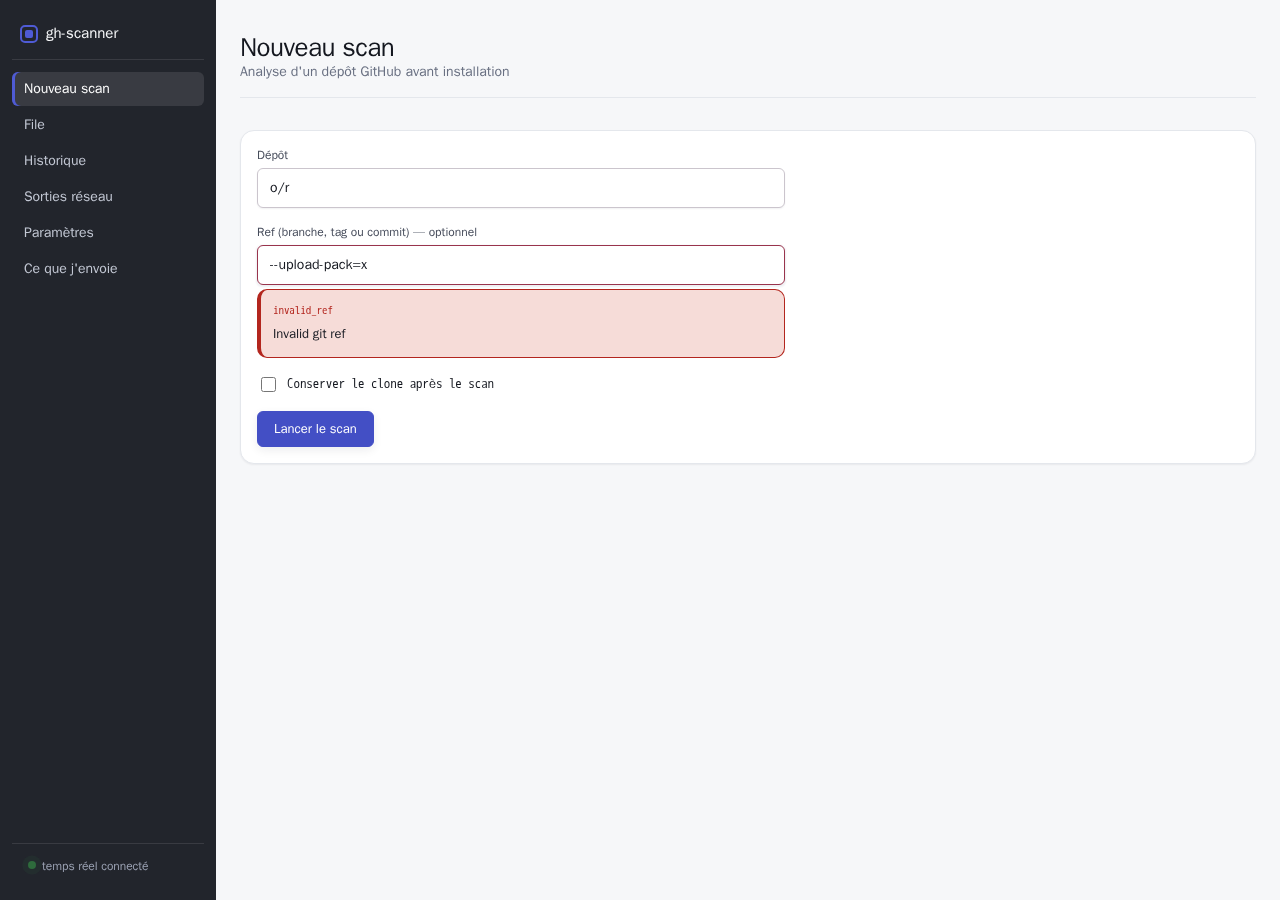 gh-scanner
Nouveau scan
File
Historique
Sorties réseau
Paramètres
Ce que j'envoie
temps réel connecté
Nouveau scan
Analyse d'un dépôt GitHub avant installation
Dépôt
o/r
Ref (branche, tag ou commit) — optionnel
--upload-pack=x
invalid_ref
Invalid git ref
Conserver le clone après le scan
Lancer le scan